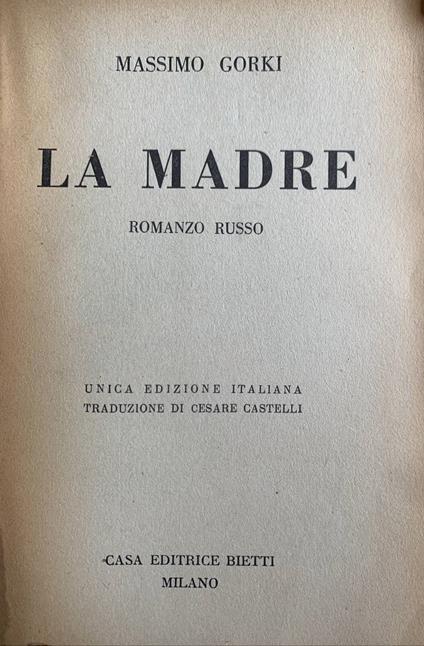 MASSIMO GORKI
LA MADRE
ROMANZO RUSSO
UNICA EDIZIONE ITALIANA
TRADUZIONE DI CESARE CASTELLI
CASA EDITRICE BIETTI
MILANO